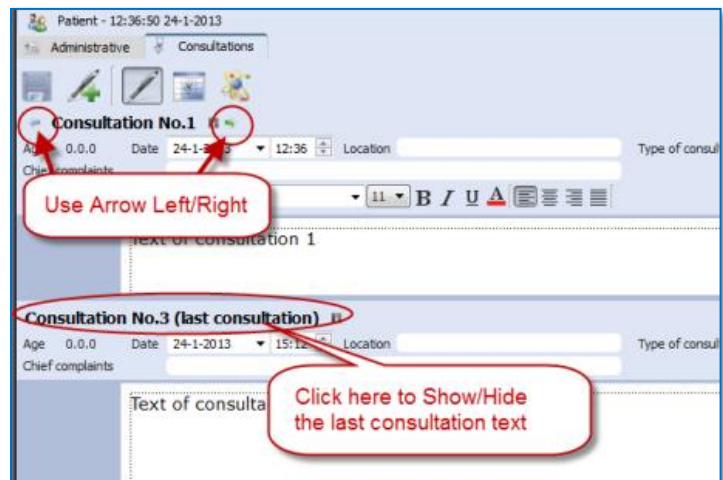 Patient - 12:36:50 24-1-2013
Administrative Consultations
Consultation No.1
Age 0.0.0 Date 24-1-2013 12:36 Location Type of consul
Chief complaints
Use Arrow Left/Right
11 B I U A
Text of consultation 1
Consultation No.3 (last consultation)
Age 0.0.0 Date 24-1-2013 15:12 Location Type of consul
Chief complaints
Click here to Show/Hide
the last consultation text
Text of consulta